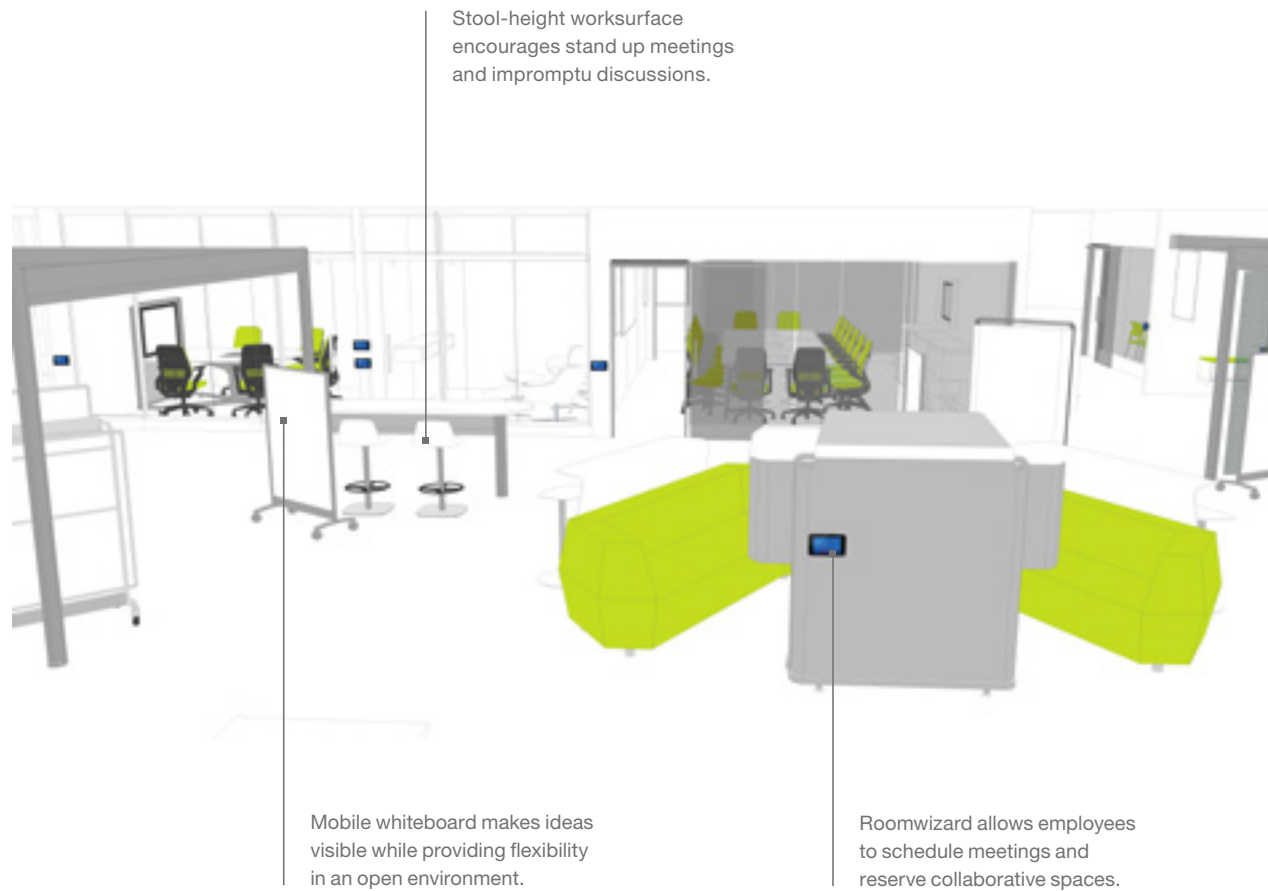 Stool-height worksurface
encourages stand up meetings
and impromptu discussions.
Mobile whiteboard makes ideas
visible while providing flexibility
in an open environment.
Roomwizard allows employees
to schedule meetings and
reserve collaborative spaces.